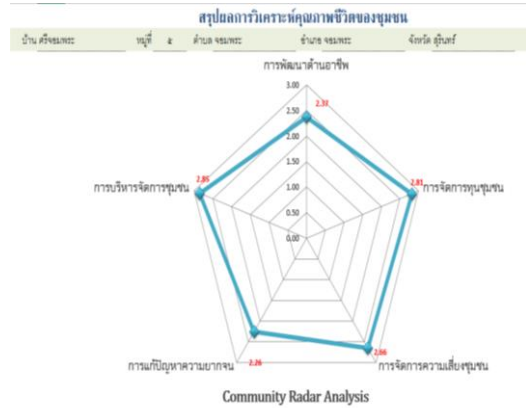 สรุปผลการวิเคราะห์คุณภาพชีวิตของชุมชน
บ้าน ศรีจอมพระ หมู่ที่ ๕ ตำบล จอมพระ อำเภอ จอมพระ จังหวัด สุรินทร์
การพัฒนาด้านอาชีพ
3.00
2.37
2.50
2.00
1.50
2.85
2.81
การบริหารจัดการชุมชน
การจัดการทุนชุมชน
1.00
0.50
0.00
2.66
การแก้ปัญหาความยากจน
2.26
การจัดการความเสี่ยงชุมชน
Community Radar Analysis